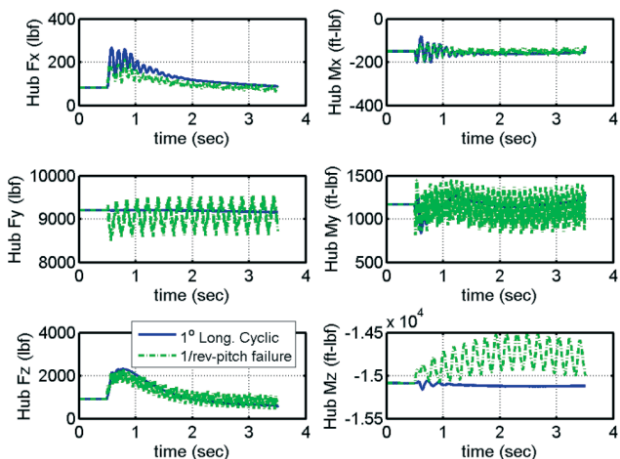 Hub Fx (lbf)
400
200
0
0 1 2 3 4
time (sec)
Hub Mx (ft-lbf)
0
-200
-400
0 1 2 3 4
time (sec)
Hub Fy (lbf)
10000
9000
8000
0 1 2 3 4
time (sec)
Hub My (ft-lbf)
1500
1000
500
0 1 2 3 4
time (sec)
Hub Fz (lbf)
4000
2000
0
0 1 2 3 4
time (sec)
1° Long. Cyclic
1/rev-pitch failure
Hub Mz (ft-lbf)
x 10⁴
-1.45
-1.5
-1.55
0 1 2 3 4
time (sec)